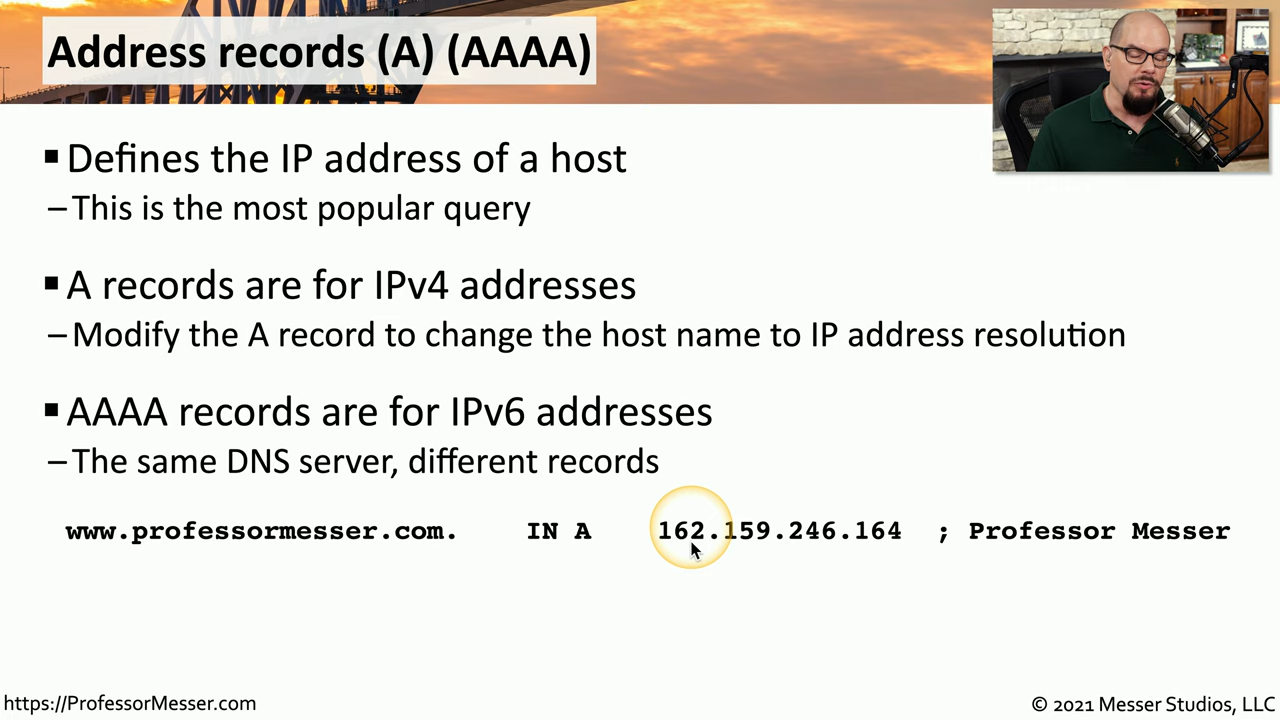 Address records (A) (AAAA)
▪ Defines the IP address of a host
– This is the most popular query
▪ A records are for IPv4 addresses
– Modify the A record to change the host name to IP address resolution
▪ AAAA records are for IPv6 addresses
– The same DNS server, different records
www.professormesser.com. IN A 162.159.246.164 ; Professor Messer
https://ProfessorMesser.com
© 2021 Messer Studios, LLC